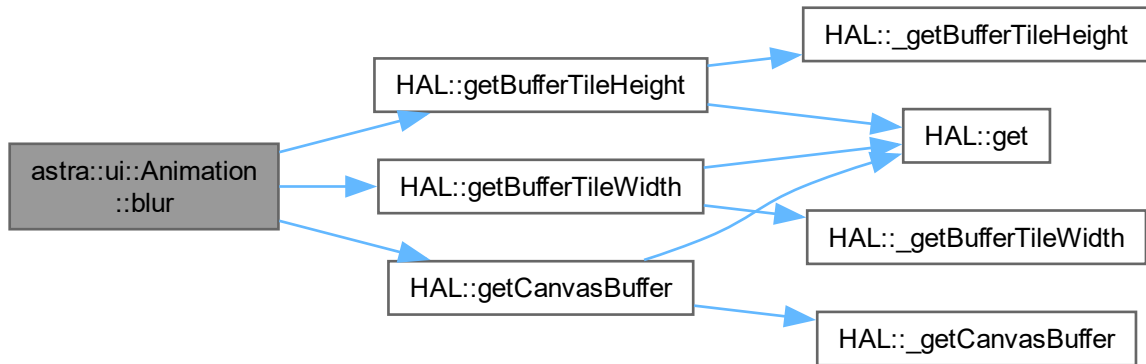 astra::ui::Animation
::blur
HAL::getBufferTileHeight
HAL::getBufferTileWidth
HAL::getCanvasBuffer
HAL::_getBufferTileHeight
HAL::get
HAL::_getBufferTileWidth
HAL::_getCanvasBuffer